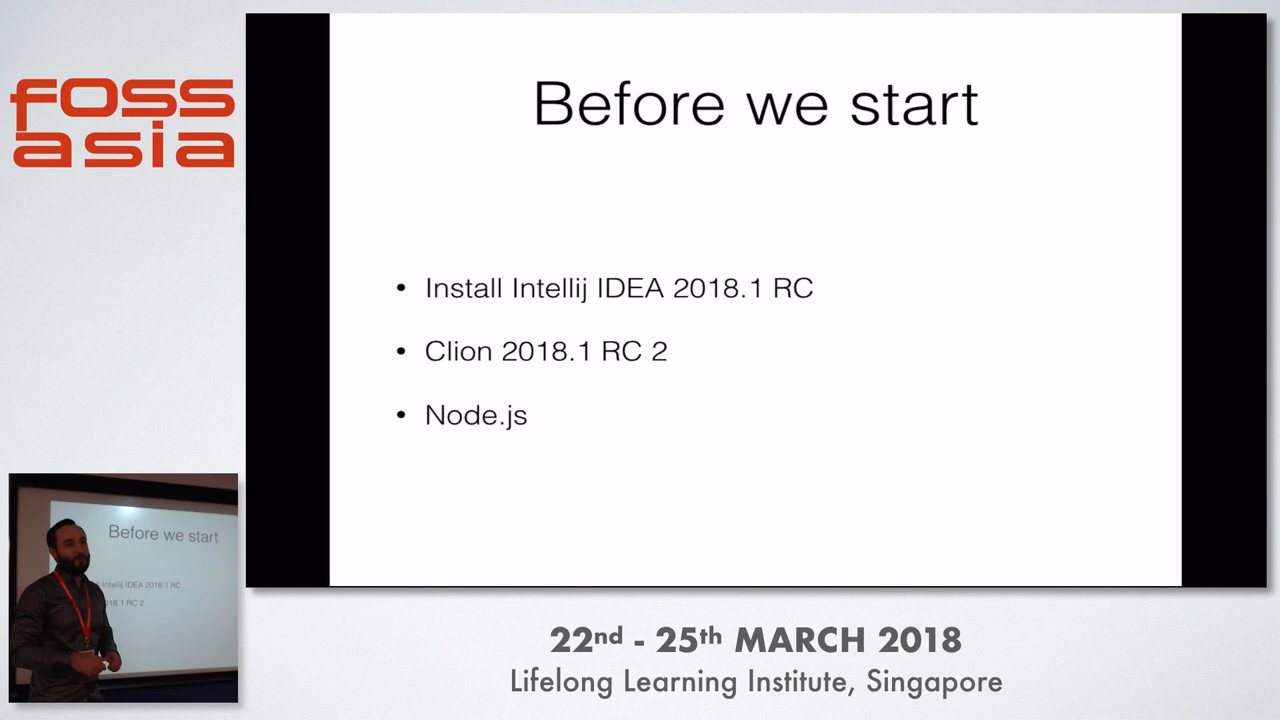 foss
asia
Before we start
• Install Intellij IDEA 2018.1 RC
• Clion 2018.1 RC 2
• Node.js
Before we start
Intellij IDEA 2018.1 RC
018.1 RC 2
22nd - 25th MARCH 2018
Lifelong Learning Institute, Singapore